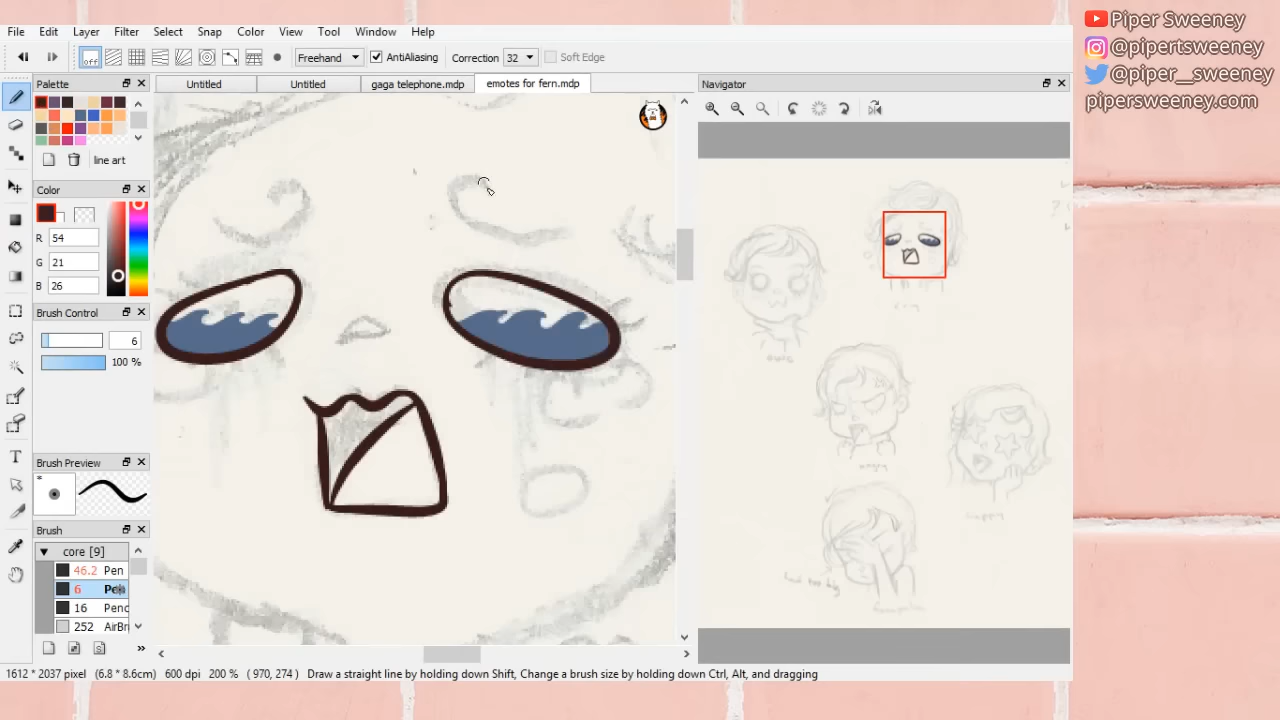 File Edit Layer Filter Select Snap Color View Tool Window Help
off Freehand AntiAliasing Correction 32 Soft Edge
Palette
line art
Color
R 54
G 21
B 26
Brush Control
6
100 %
Brush Preview
*
Brush
core [9]
46.2 Pen
6
16 Penc
252 AirBr
Untitled Untitled gaga telephone.mdp emotes for fern.mdp
Navigator
1612 * 2037 pixel (6.8 * 8.6cm) 600 dpi 200 % ( 970, 274 ) Draw a straight line by holding down Shift, Change a brush size by holding down Ctrl, Alt, and dragging
Piper Sweeney
@pipertsweeney
@piper__sweeney
pipersweeney.com